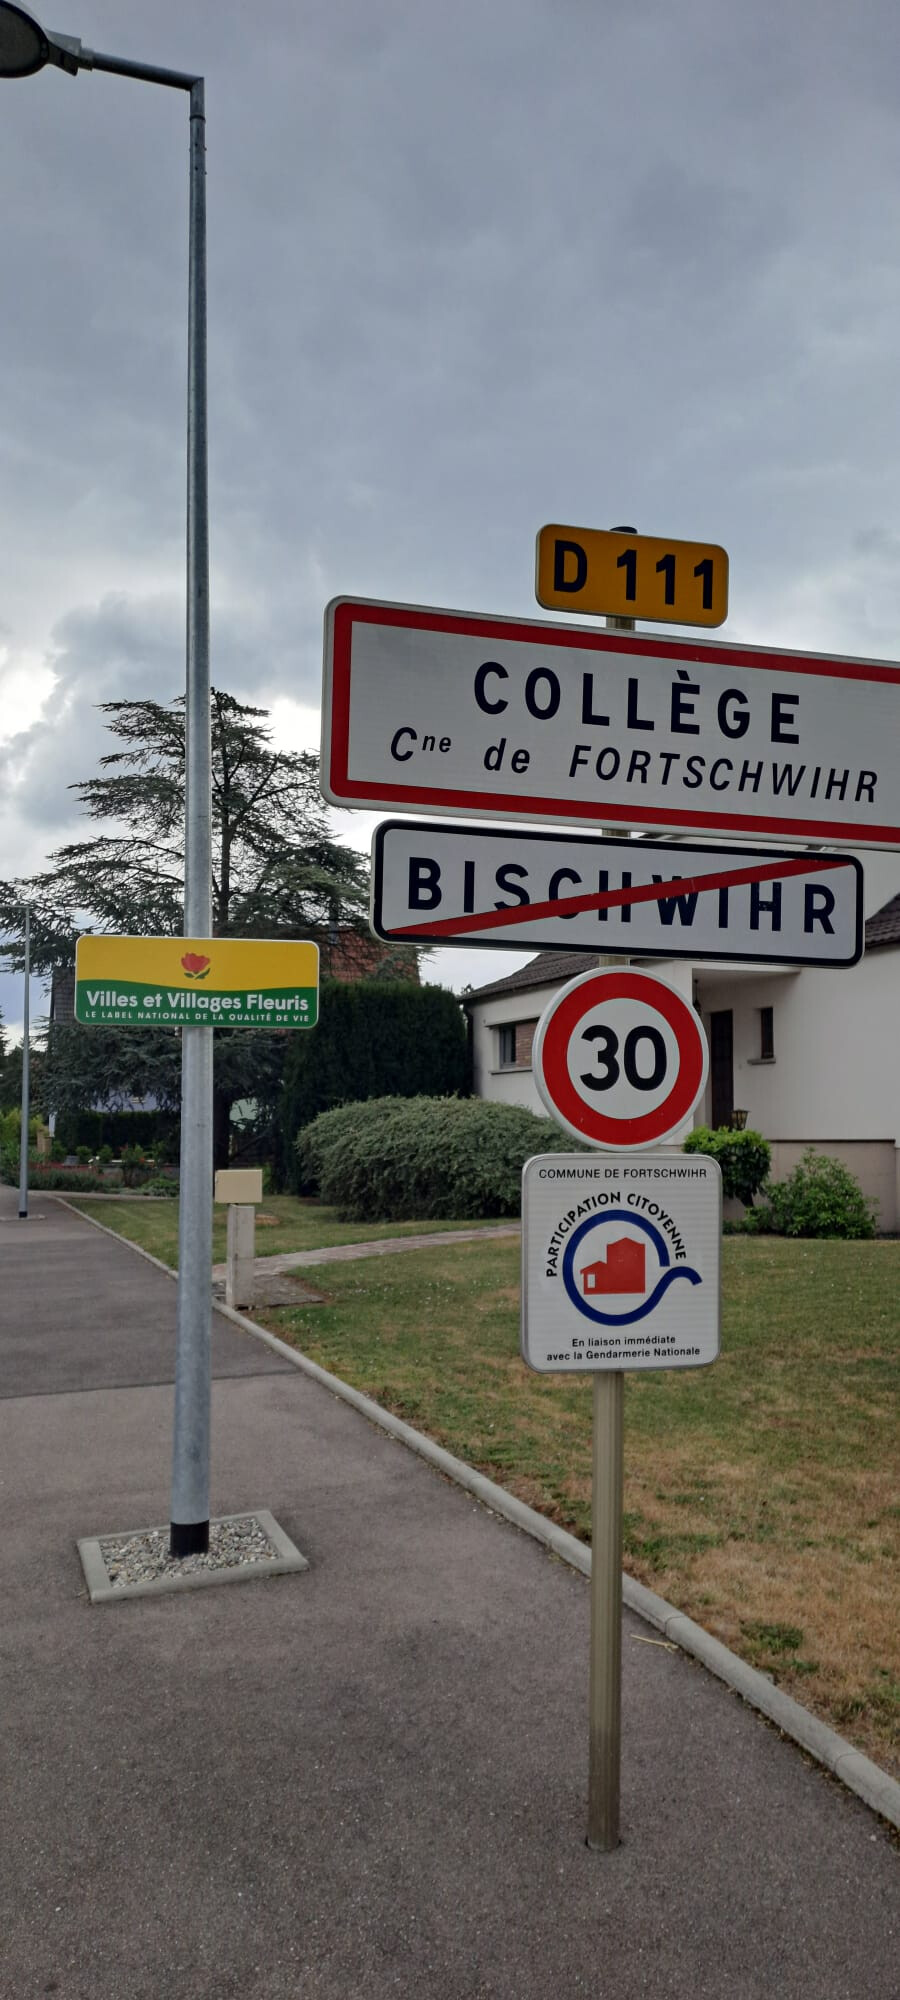 D 111
COLLÈGE
Cne de FORTSCHWIHR
BISCHWIHR
Villes et Villages Fleuris
LE LABEL NATIONAL DE LA QUALITÉ DE VIE
30
COMMUNE DE FORTSCHWIHR
PARTICIPATION CITOYENNE
En liaison immédiate
avec la Gendarmerie Nationale